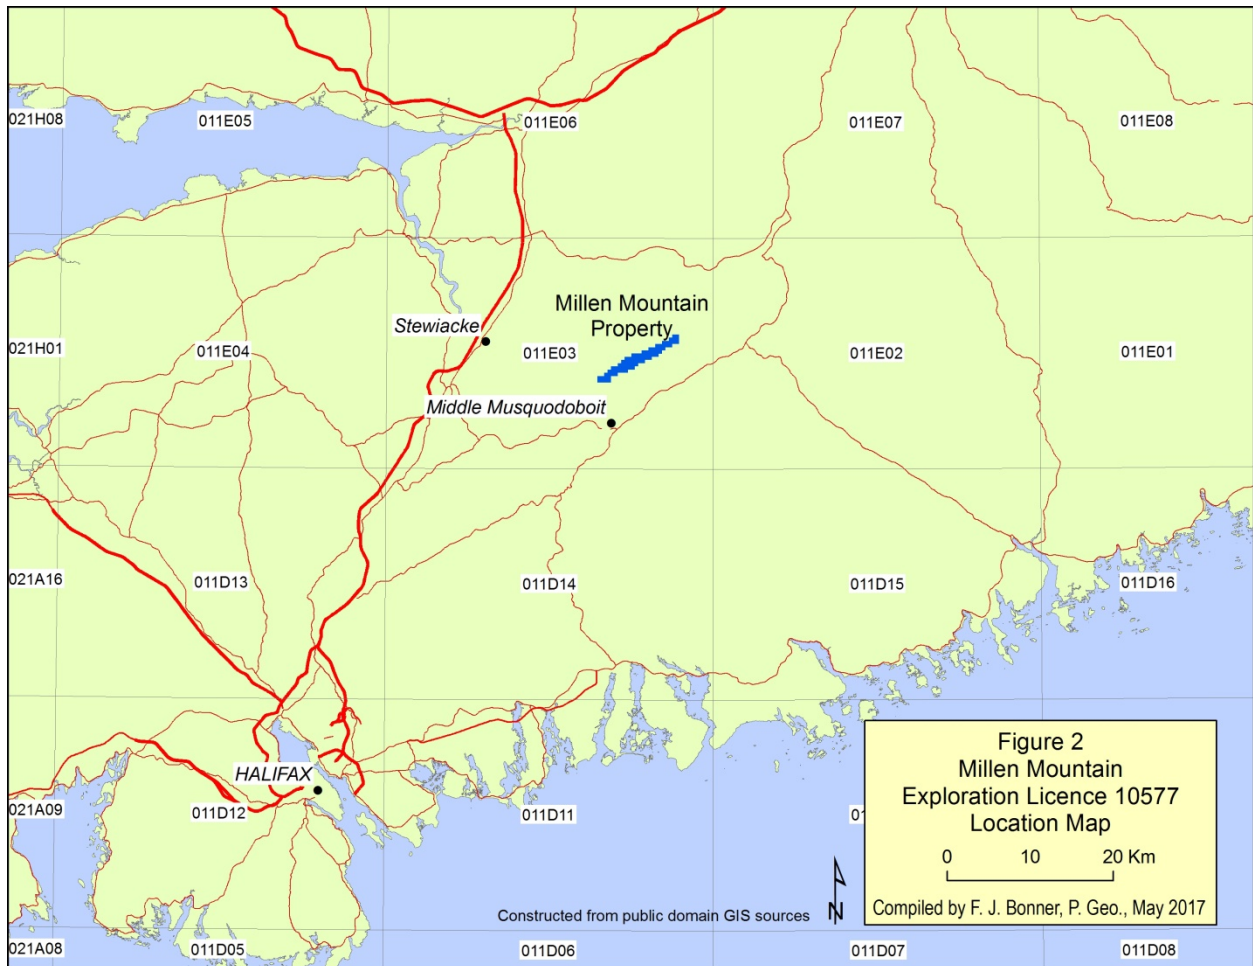 021H08
011E05
011E06
011E07
011E08
Millen Mountain
Property
Stewiacke
021H01
011E04
011E03
011E02
011E01
Middle Musquodoboit
021A16
011D13
011D14
011D15
011D16
HALIFAX
021A09
011D12
011D11
Figure 2
Millen Mountain
Exploration Licence 10577
Location Map
0 10 20 Km
Compiled by F. J. Bonner, P. Geo., May 2017
Constructed from public domain GIS sources
N
021A08
011D05
011D06
011D07
011D08